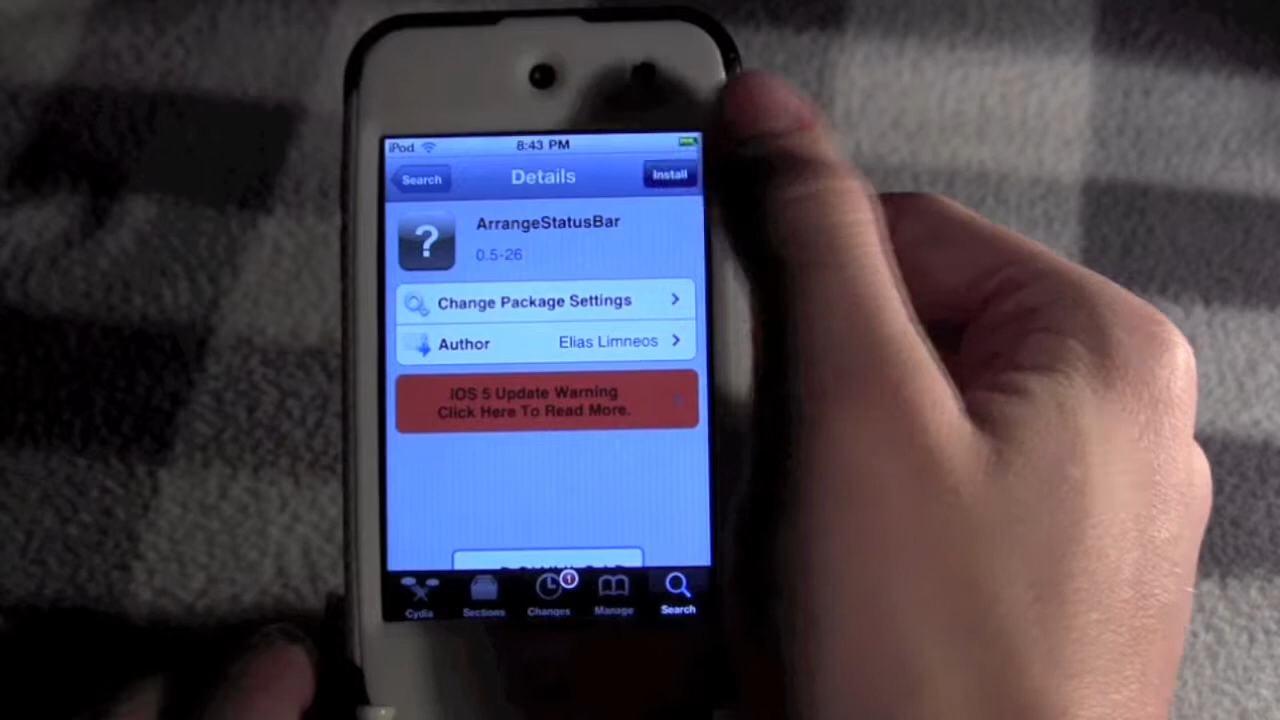 iPod 8:43 PM
Search Details Install
?
ArrangeStatusBar
0.5-26
Change Package Settings
Author Elias Limneos
iOS 5 Update Warning
Click Here To Read More.
Cydia Sections Changes 1 Manage Search